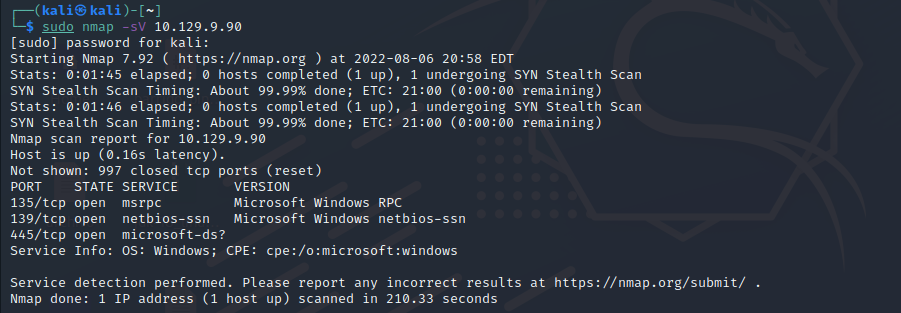 ┌──(kali㉿kali)-[~]
└─$ sudo nmap -sV 10.129.9.90
[sudo] password for kali:
Starting Nmap 7.92 ( https://nmap.org ) at 2022-08-06 20:58 EDT
Stats: 0:01:45 elapsed; 0 hosts completed (1 up), 1 undergoing SYN Stealth Scan
SYN Stealth Scan Timing: About 99.99% done; ETC: 21:00 (0:00:00 remaining)
Stats: 0:01:46 elapsed; 0 hosts completed (1 up), 1 undergoing SYN Stealth Scan
SYN Stealth Scan Timing: About 99.99% done; ETC: 21:00 (0:00:00 remaining)
Nmap scan report for 10.129.9.90
Host is up (0.16s latency).
Not shown: 997 closed tcp ports (reset)
PORT    STATE SERVICE       VERSION
135/tcp open  msrpc         Microsoft Windows RPC
139/tcp open  netbios-ssn   Microsoft Windows netbios-ssn
445/tcp open  microsoft-ds?
Service Info: OS: Windows; CPE: cpe:/o:microsoft:windows

Service detection performed. Please report any incorrect results at https://nmap.org/submit/ .
Nmap done: 1 IP address (1 host up) scanned in 210.33 seconds